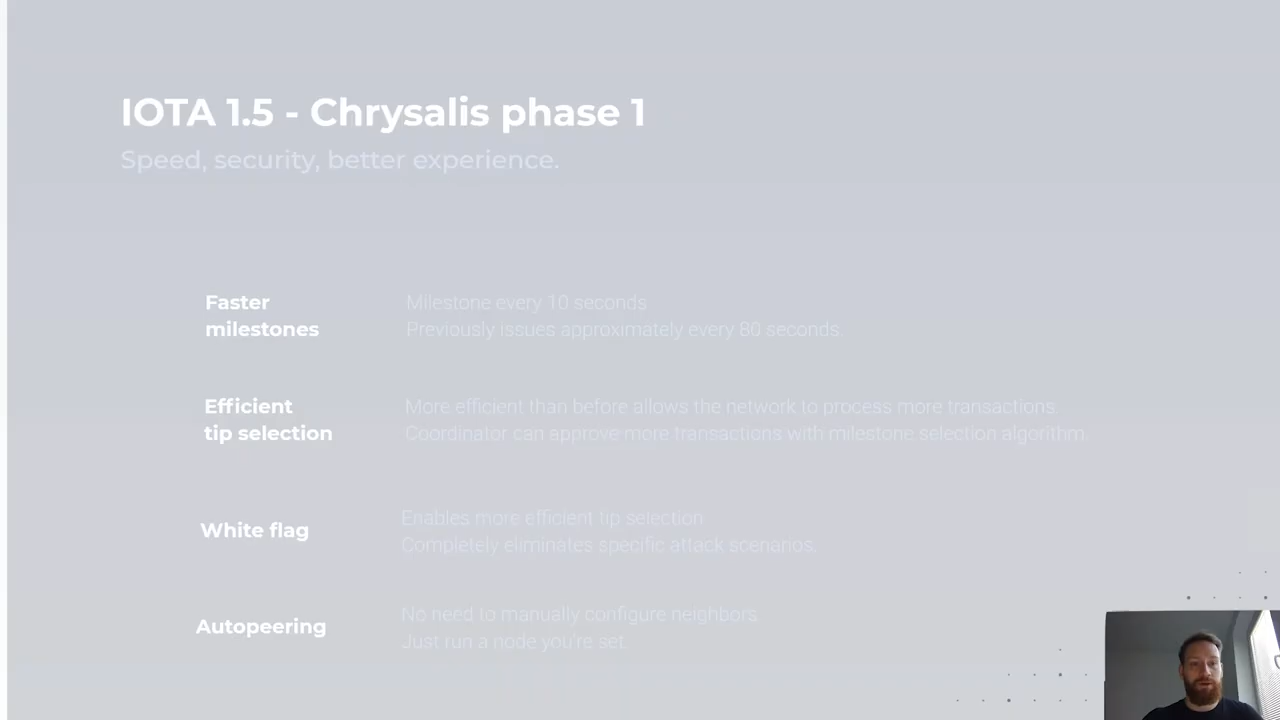 IOTA 1.5 - Chrysalis phase 1
Speed, security, better experience.
Faster
milestones
Milestone every 10 seconds
Previously issues approximately every 80 seconds.
Efficient
tip selection
More efficient than before allows the network to process more transactions.
Coordinator can approve more transactions with milestone selection algorithm.
White flag
Enables more efficient tip selection
Completely eliminates specific attack scenarios.
Autopeering
No need to manually configure neighbors
Just run a node you're set.